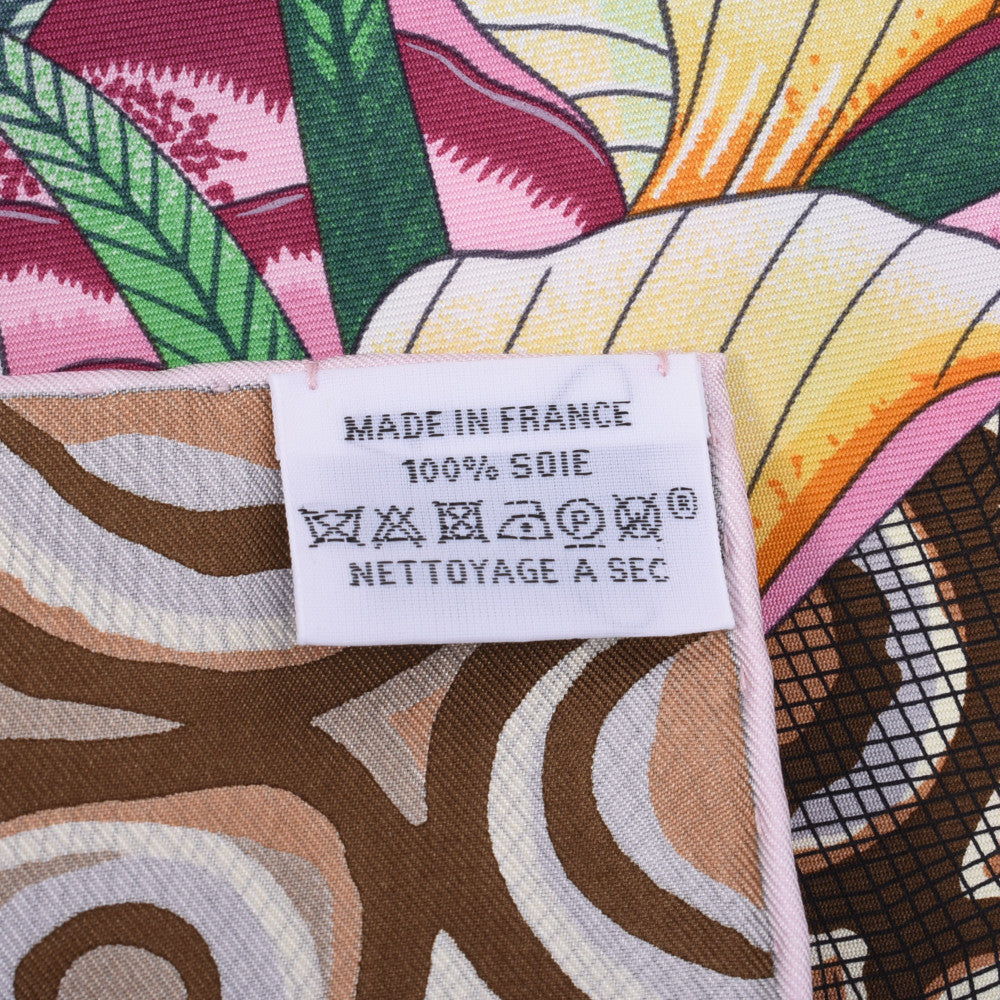 MADE IN FRANCE
100% SOIE
P W ®
NETTOYAGE A SEC